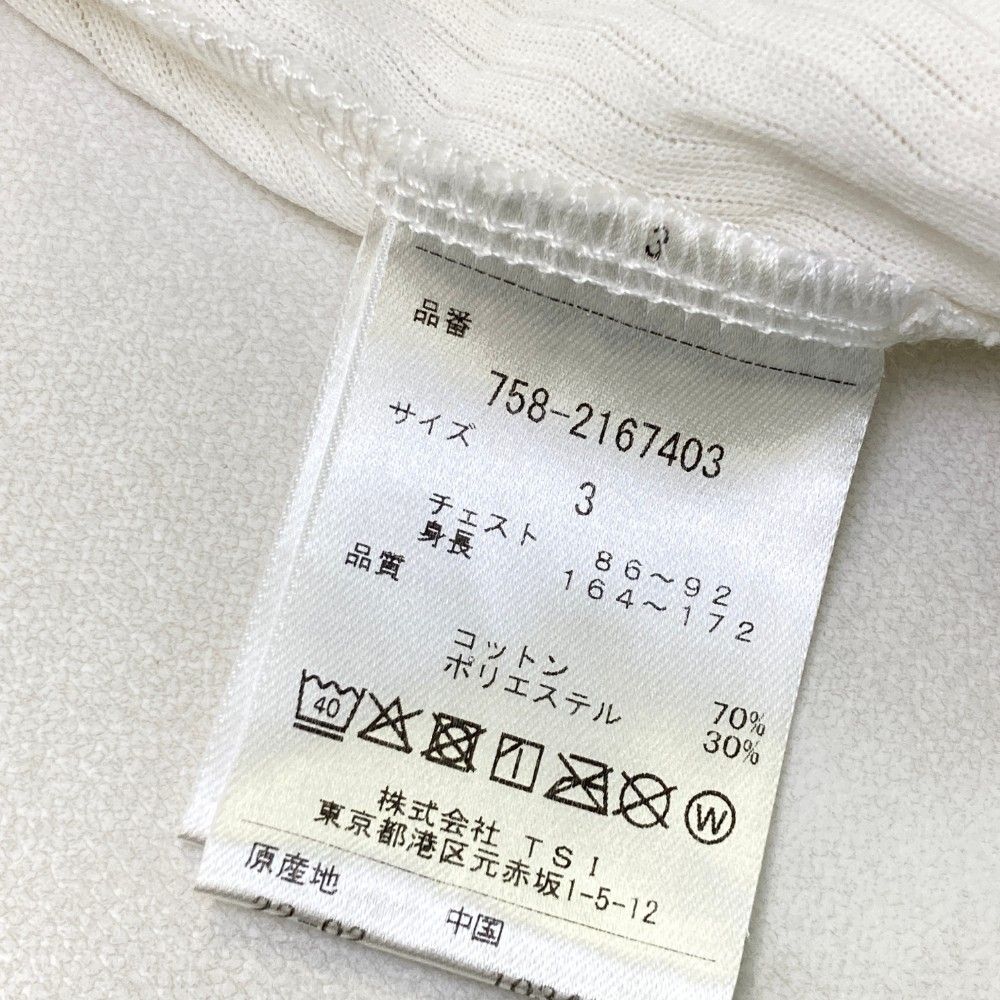 3
品番
758-2167403
サイズ
3
チェスト 86～92
身長 164～172
品質
コットン 70%
ポリエステル 30%
40
W
株式会社 TSI
東京都港区元赤坂1-5-12
原産地
中国